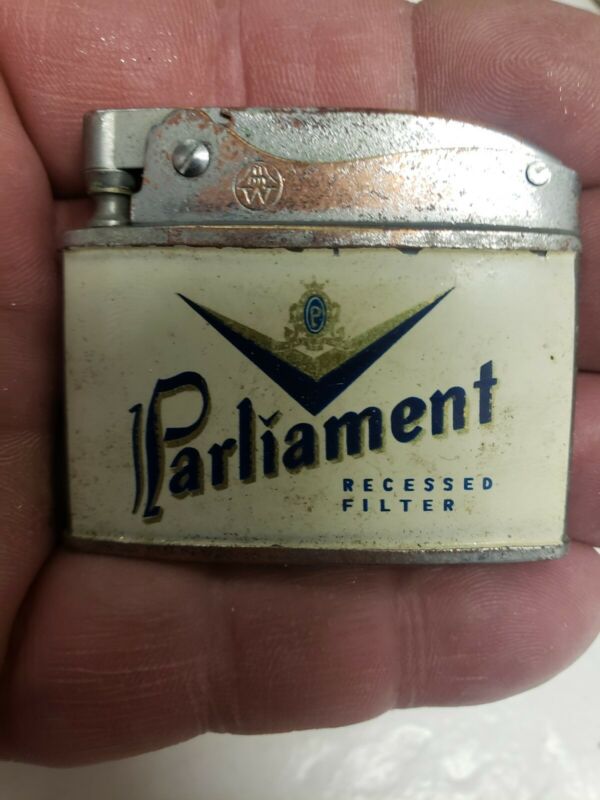 P
Parliament
RECESSED
FILTER